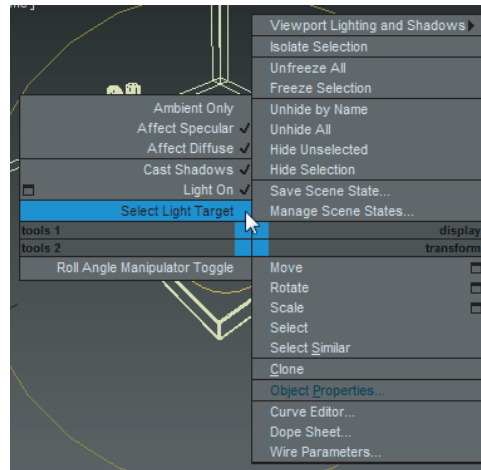 me ]
Viewport Lighting and Shadows
Isolate Selection
Unfreeze All
Freeze Selection
Unhide by Name
Unhide All
Hide Unselected
Hide Selection
Save Scene State...
Manage Scene States...
Ambient Only
Affect Specular
Affect Diffuse
Cast Shadows
Light On
Select Light Target
tools 1
display
tools 2
transform
Roll Angle Manipulator Toggle
Move
Rotate
Scale
Select
Select Similar
Clone
Object Properties...
Curve Editor...
Dope Sheet...
Wire Parameters...